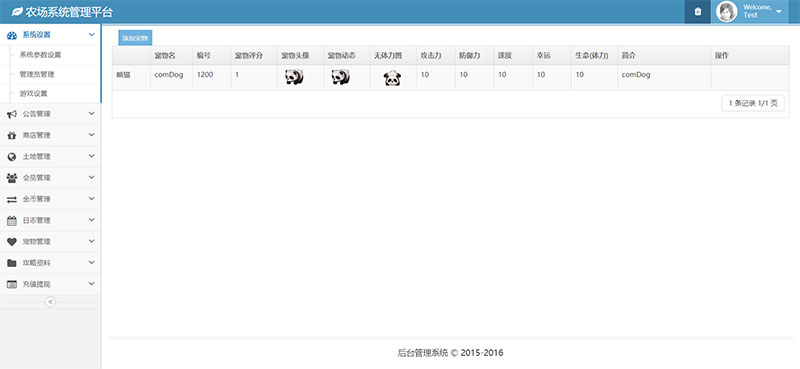 农场系统管理平台
Welcome,
Test
系统设置
系统参数设置
管理员管理
游戏设置
公告管理
商店管理
土地管理
会员管理
金币管理
日志管理
宠物管理
攻略资料
充值提现
添加宠物
宠物名 编号 宠物评分 宠物头像 宠物动态 无体力图 攻击力 防御力 速度 幸运 生命(体力) 简介 操作
熊猫 comDog 1200 1 10 10 10 10 10 comDog
1 条记录 1/1 页
后台管理系统 © 2015-2016